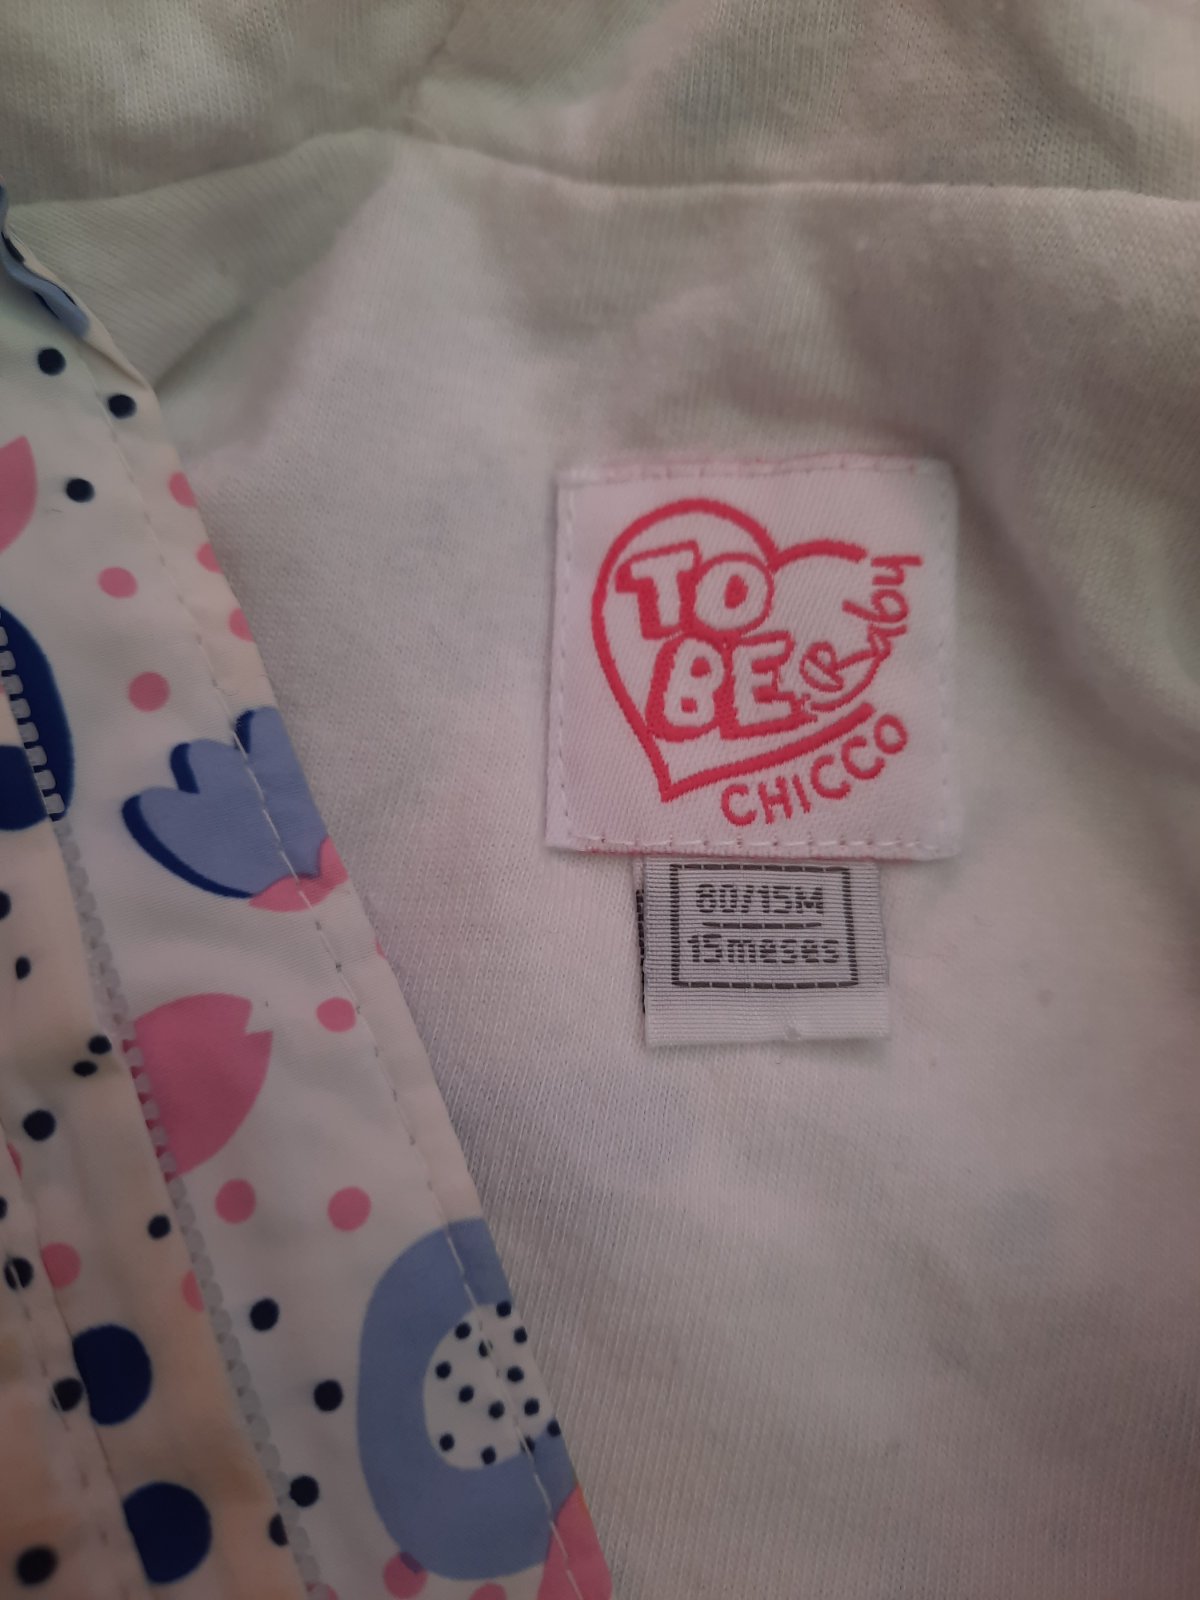 TO
BE
Baby
CHICCO
80/15M
15meses